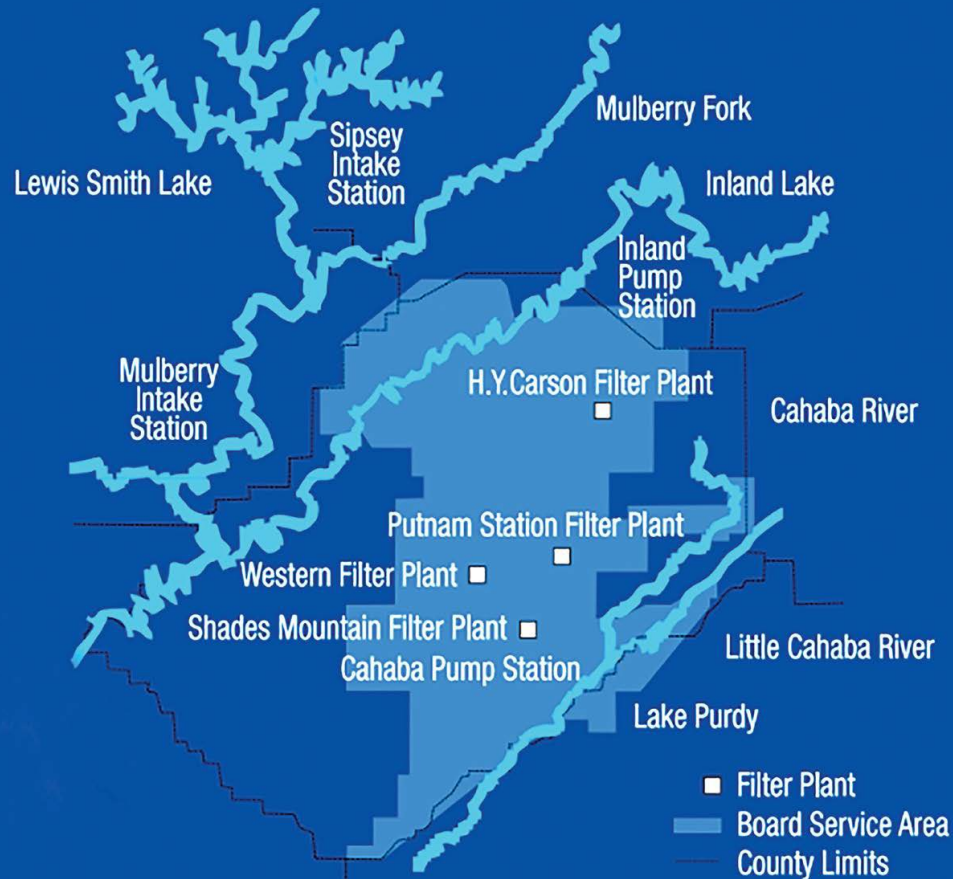 Mulberry Fork
Sipsey
Intake
Station
Lewis Smith Lake
Inland Lake
Inland
Pump
Station
Mulberry
Intake
Station
H.Y.Carson Filter Plant
Cahaba River
Putnam Station Filter Plant
Western Filter Plant
Shades Mountain Filter Plant
Cahaba Pump Station
Little Cahaba River
Lake Purdy
Filter Plant
Board Service Area
County Limits